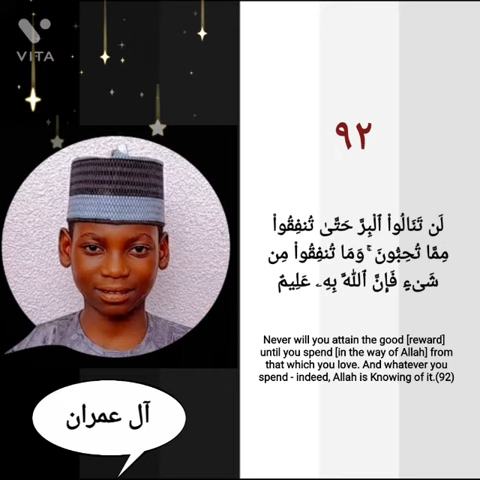 VITA
٩٢
لَن تَنَالُوا۟ ٱلْبِرَّ حَتَّىٰ تُنفِقُوا۟
مِمَّا تُحِبُّونَ ۚ وَمَا تُنفِقُوا۟ مِن
شَىْءٍ فَإِنَّ ٱللَّهَ بِهِۦ عَلِيمٌ
Never will you attain the good [reward]
until you spend [in the way of Allah] from
that which you love. And whatever you
spend - indeed, Allah is Knowing of it.(92)
آل عمران